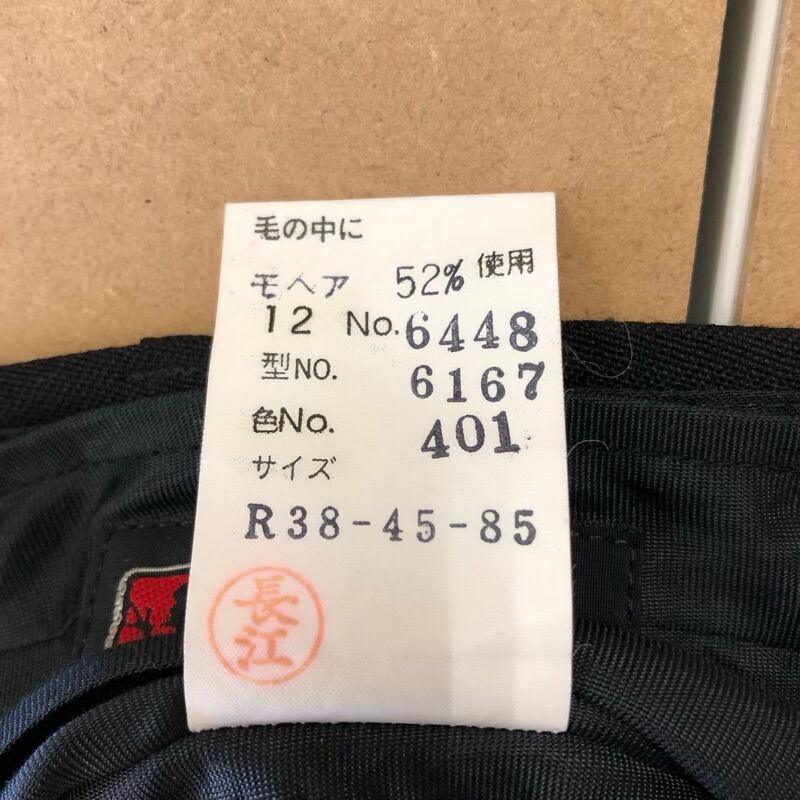 毛の中に
モヘア 52% 使用
12 No. 6448
型NO. 6167
色No. 401
サイズ
R38-45-85
長江